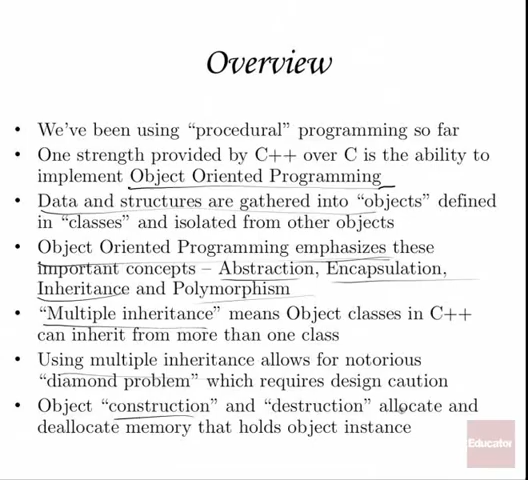 Overview
• We've been using "procedural" programming so far
• One strength provided by C++ over C is the ability to
implement Object Oriented Programming
• Data and structures are gathered into "objects" defined
in "classes" and isolated from other objects
• Object Oriented Programming emphasizes these
important concepts – Abstraction, Encapsulation,
Inheritance and Polymorphism
• "Multiple inheritance" means Object classes in C++
can inherit from more than one class
• Using multiple inheritance allows for notorious
"diamond problem" which requires design caution
• Object "construction" and "destruction" allocate and
deallocate memory that holds object instance
Educator